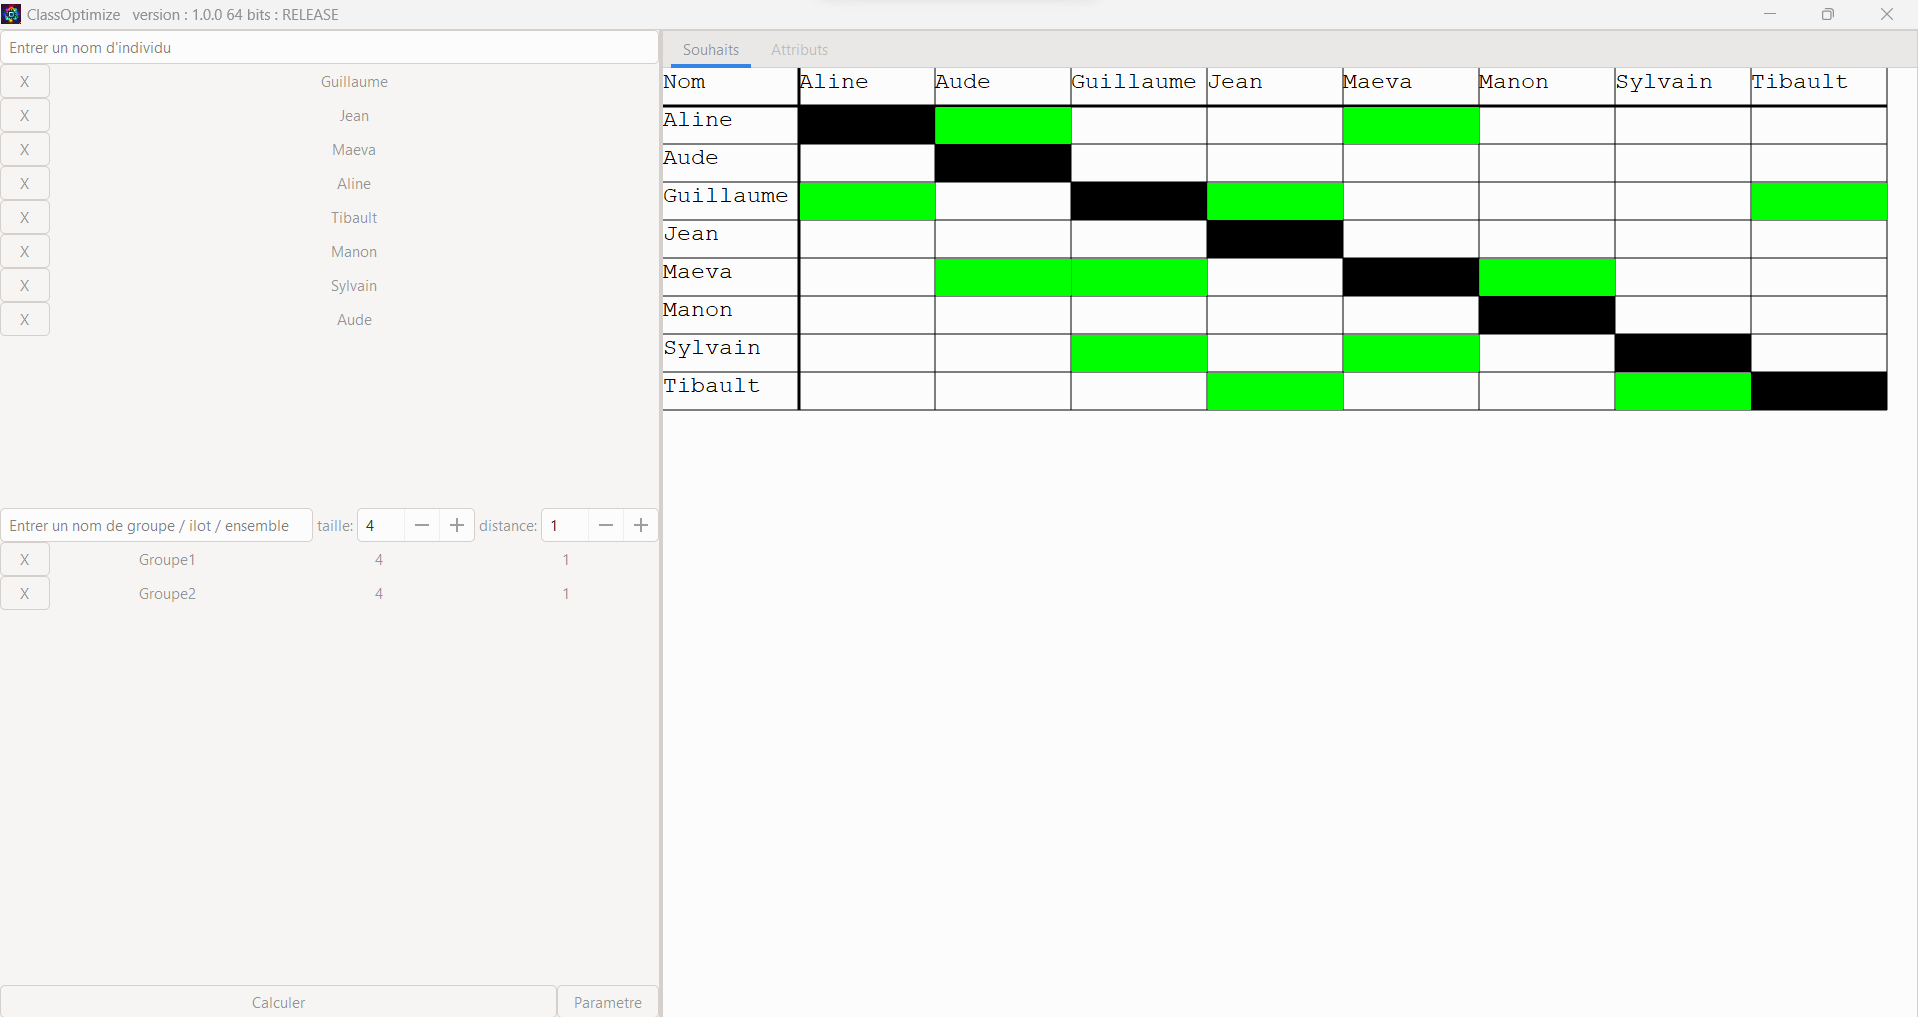 ClassOptimize version : 1.0.0 64 bits : RELEASE
Entrer un nom d'individu
X Guillaume
X Jean
X Maeva
X Aline
X Tibault
X Manon
X Sylvain
X Aude
Entrer un nom de groupe / ilot / ensemble taille: 4 distance: 1
X Groupe1 4 1
X Groupe2 4 1
Calculer Parametre
Souhaits Attributs
Nom Aline Aude Guillaume Jean Maeva Manon Sylvain Tibault
Aline
Aude
Guillaume
Jean
Maeva
Manon
Sylvain
Tibault